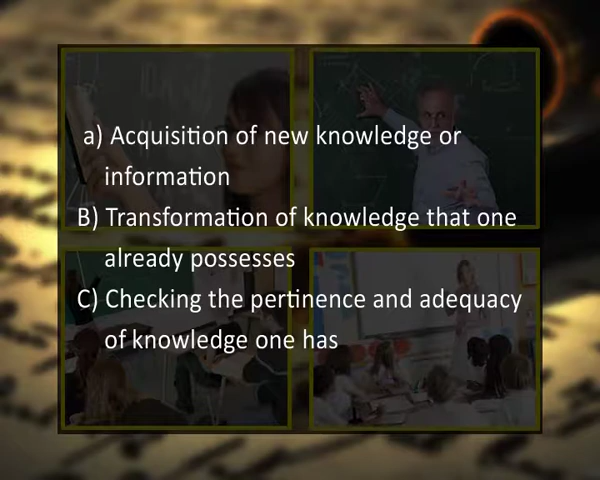 a) Acquisition of new knowledge or
information
B) Transformation of knowledge that one
already possesses
C) Checking the pertinence and adequacy
of knowledge one has